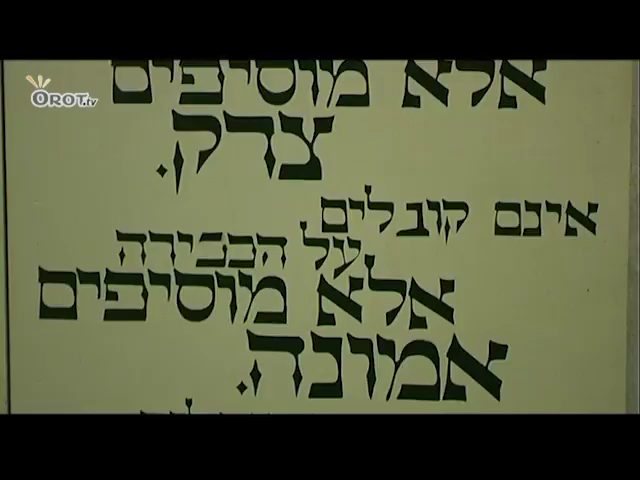 OROT.tv
אלא מוסיפים
צדק.
אינם קובלים
על הכפירה
אלא מוסיפים
אמונה.